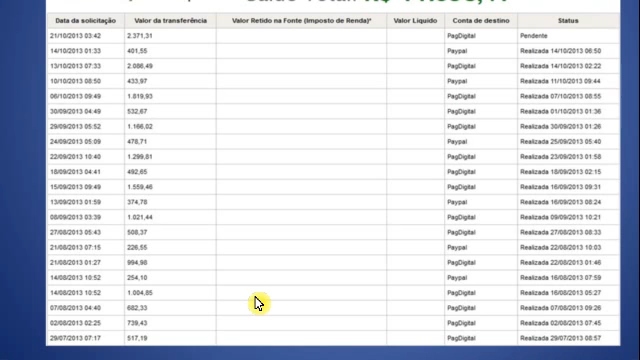 Data da solicitação Valor da transferência Valor Retido na Fonte (Imposto de Renda)* Valor Líquido Conta de destino Status
21/10/2013 03:42 2.371,31 PagDigital Pendente
14/10/2013 01:33 401,55 Paypal Realizada 14/10/2013 06:50
13/10/2013 07:33 2.086,49 PagDigital Realizada 14/10/2013 02:22
10/10/2013 08:50 433,97 Paypal Realizada 11/10/2013 09:44
06/10/2013 09:49 1.819,93 PagDigital Realizada 07/10/2013 08:55
30/09/2013 04:49 532,67 PagDigital Realizada 01/10/2013 01:36
29/09/2013 05:52 1.166,02 PagDigital Realizada 30/09/2013 01:26
24/09/2013 05:09 478,71 Paypal Realizada 25/09/2013 05:40
22/09/2013 10:40 1.299,81 PagDigital Realizada 23/09/2013 01:58
18/09/2013 04:41 492,65 PagDigital Realizada 18/09/2013 02:15
15/09/2013 09:49 1.559,46 PagDigital Realizada 16/09/2013 09:31
13/09/2013 01:59 374,78 Paypal Realizada 16/09/2013 08:24
08/09/2013 03:39 1.021,44 PagDigital Realizada 09/09/2013 10:21
27/08/2013 05:43 508,37 PagDigital Realizada 27/08/2013 08:33
21/08/2013 07:15 226,55 Paypal Realizada 22/08/2013 10:03
21/08/2013 01:27 994,98 PagDigital Realizada 22/08/2013 01:46
14/08/2013 10:52 254,10 Paypal Realizada 16/08/2013 07:59
14/08/2013 10:52 1.004,85 PagDigital Realizada 16/08/2013 05:27
07/08/2013 04:40 682,33 PagDigital Realizada 07/08/2013 09:26
02/08/2013 02:25 739,43 PagDigital Realizada 02/08/2013 07:45
29/07/2013 07:17 517,19 PagDigital Realizada 29/07/2013 08:57